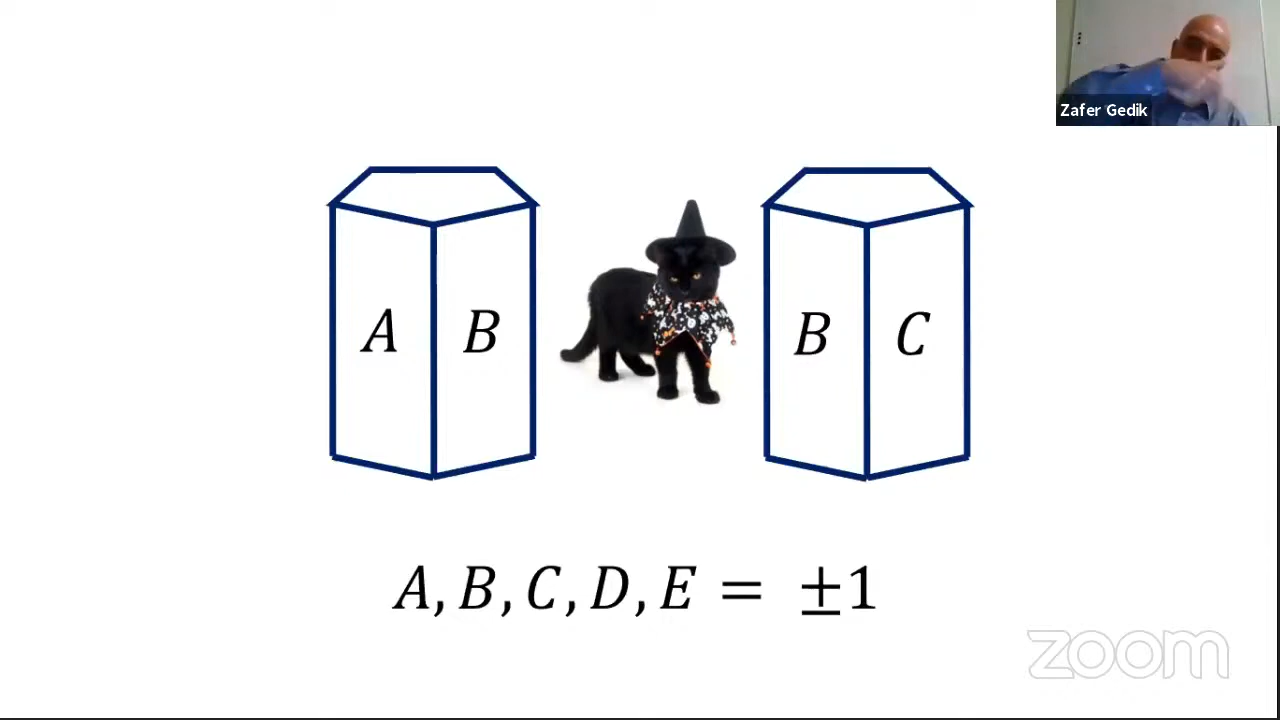 Zafer Gedik
A B
B C
A, B, C, D, E = ±1
zoom